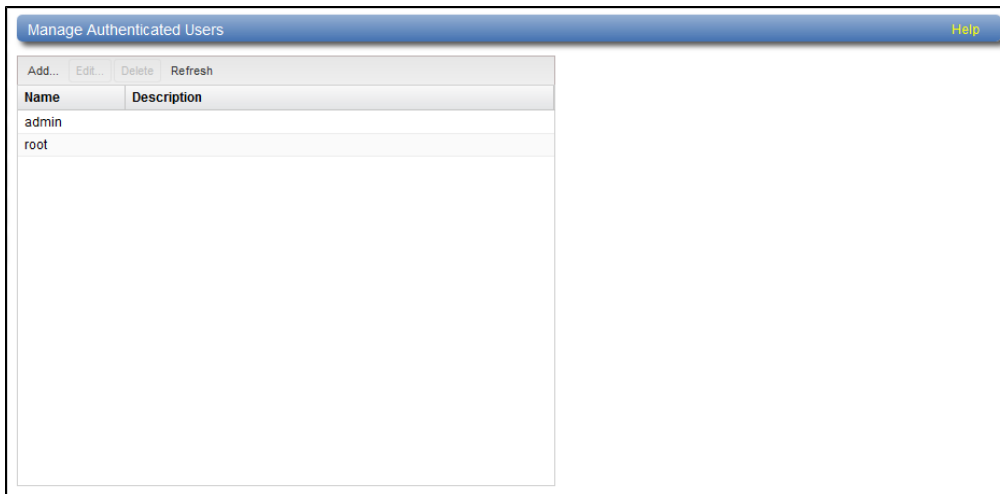 Manage Authenticated Users Help
Add... Edit... Delete Refresh
Name Description
admin
root